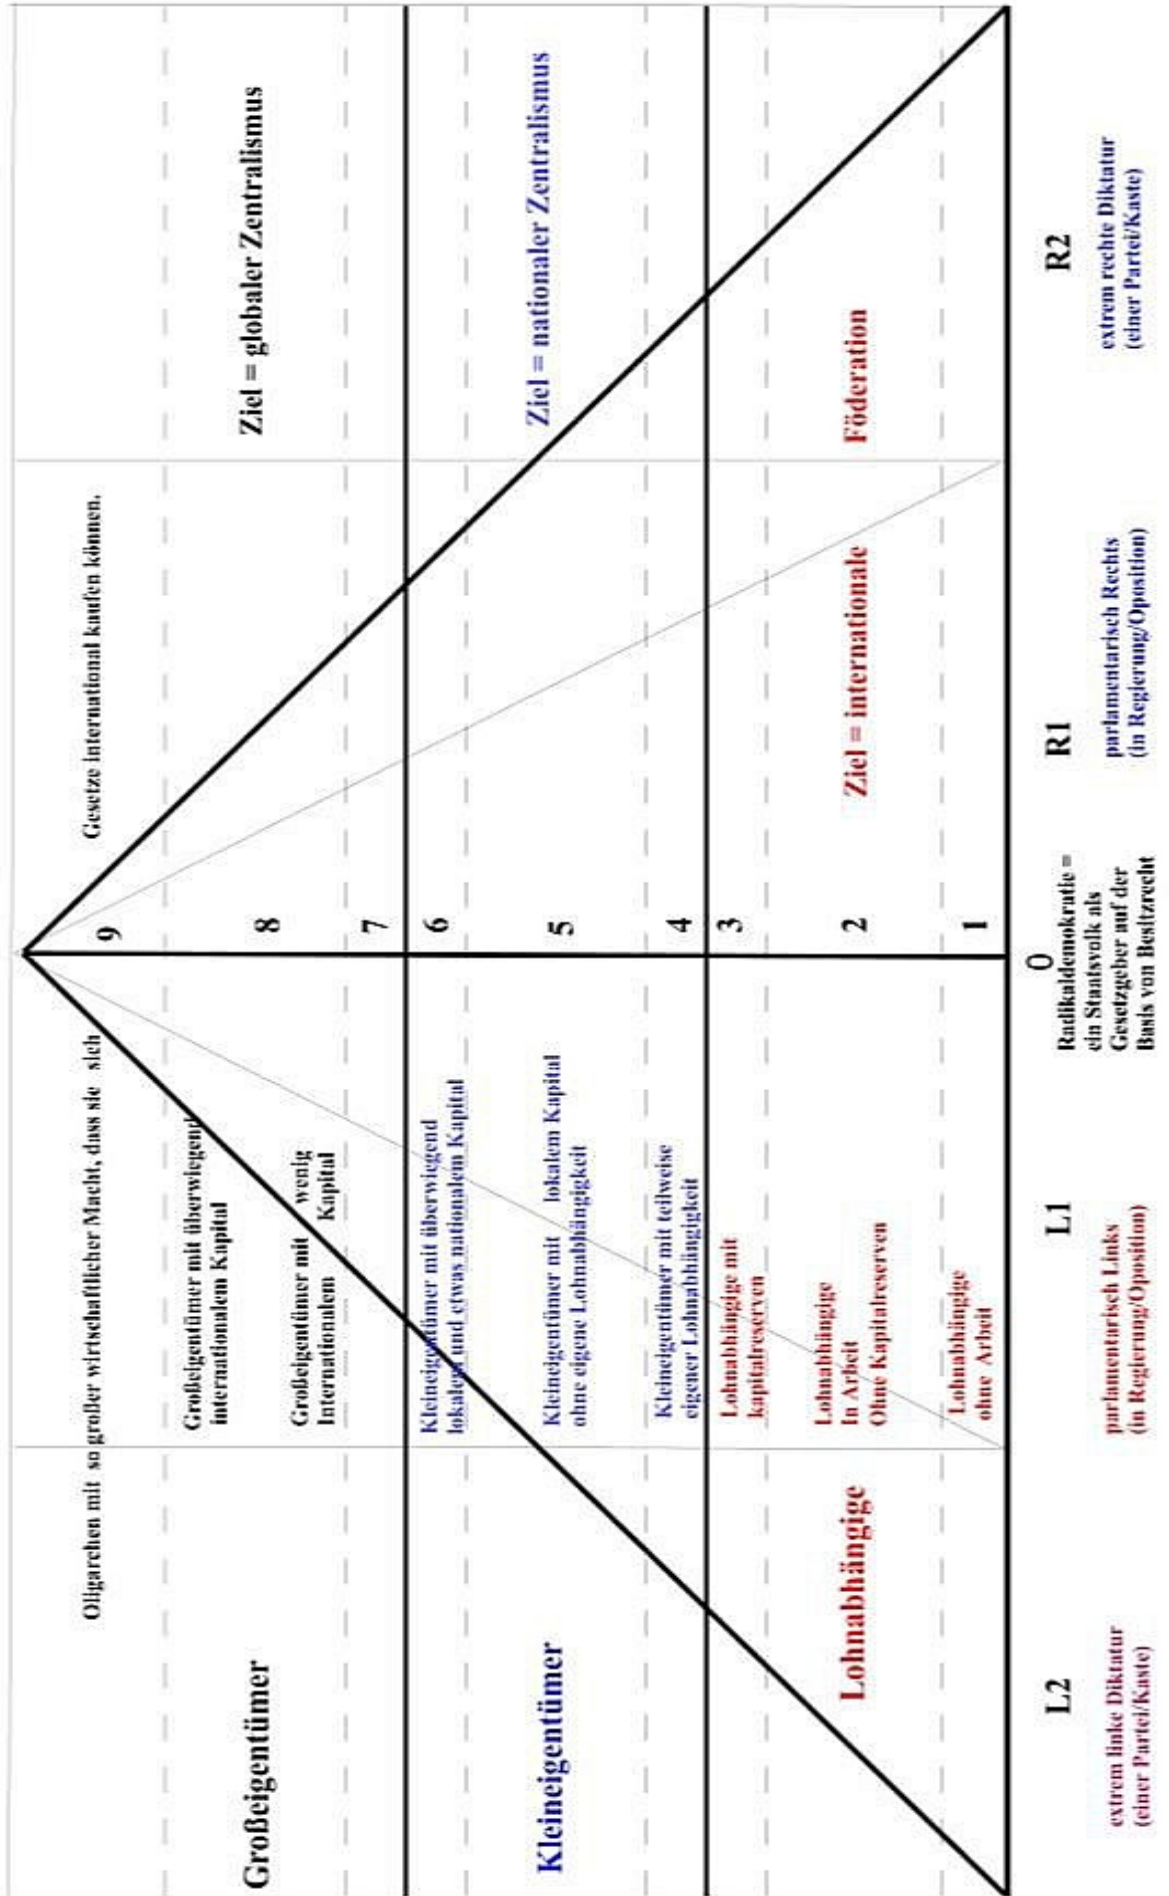 Oligarchen mit so großer wirtschaftlicher Macht, dass sie sich
Gesetze international kaufen können.
9
Großeigentümer
Großeigentümer mit überwiegend
internationalem Kapital
8
Ziel = globaler Zentralismus
Großeigentümer mit wenig
Internationalem Kapital
7
Kleineigentümer mit überwiegend
lokalem und etwas nationalem Kapital
6
Kleineigentümer
Kleineigentümer mit lokalem Kapital
ohne eigene Lohnabhängigkeit
5
Ziel = nationaler Zentralismus
Kleineigentümer mit teilweise
eigener Lohnabhängigkeit
4
Lohnabhängige mit
kapitalreserven
3
Lohnabhängige
Lohnabhängige
In Arbeit
Ohne Kapitalreserven
2
Ziel = internationale Föderation
Lohnabhängige
ohne Arbeit
1
L2
L1
0
R1
R2
extrem linke Diktatur
(einer Partei/Kaste)
parlamentarisch Links
(in Regierung/Oposition)
Radikaldemokratie =
ein Staatsvolk als
Gesetzgeber auf der
Basis von Besitzrecht
parlamentarisch Rechts
(in Regierung/Oposition)
extrem rechte Diktatur
(einer Partei/Kaste)